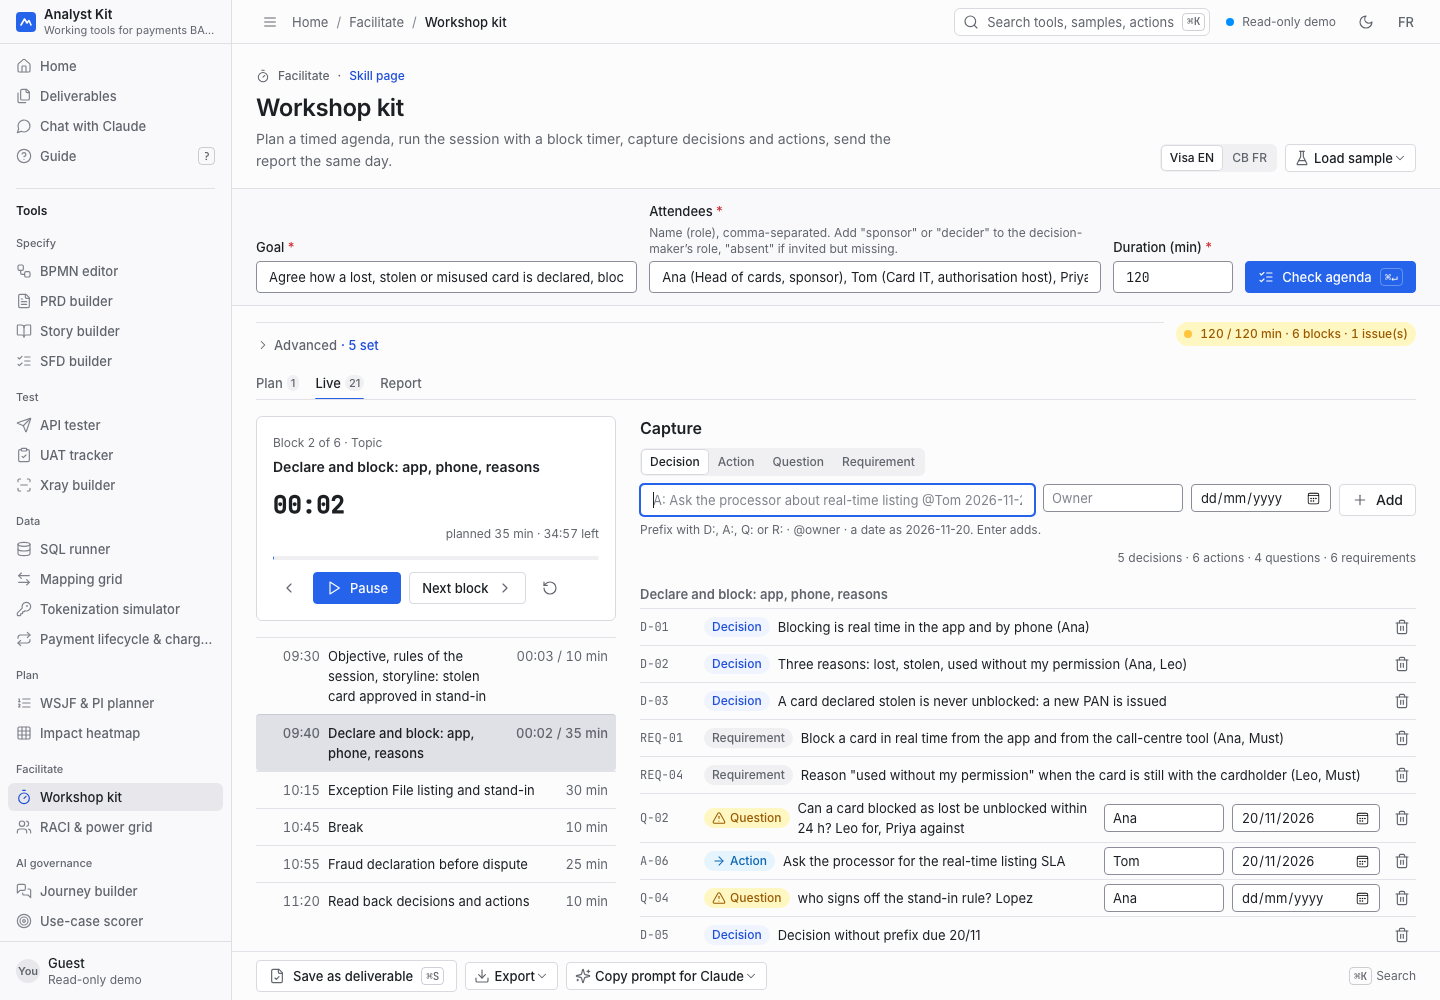 Analyst Kit
Working tools for payments BA...
Home / Facilitate / Workshop kit
Search tools, samples, actions ⌘K
Read-only demo
FR
Home
Deliverables
Chat with Claude
Guide ?
Tools
Specify
BPMN editor
PRD builder
Story builder
SFD builder
Test
API tester
UAT tracker
Xray builder
Data
SQL runner
Mapping grid
Tokenization simulator
Payment lifecycle & charg...
Plan
WSJF & PI planner
Impact heatmap
Facilitate
Workshop kit
RACI & power grid
AI governance
Journey builder
Use-case scorer
You
Guest
Read-only demo
Facilitate · Skill page
Workshop kit
Plan a timed agenda, run the session with a block timer, capture decisions and actions, send the
report the same day.
Visa EN CB FR
Load sample
Goal *
Agree how a lost, stolen or misused card is declared, bloc
Attendees *
Name (role), comma-separated. Add "sponsor" or "decider" to the decision-
maker's role, "absent" if invited but missing.
Ana (Head of cards, sponsor), Tom (Card IT, authorisation host), Priya
Duration (min) *
120
Check agenda ⌘↵
Advanced · 5 set
120 / 120 min · 6 blocks · 1 issue(s)
Plan 1
Live 21
Report
Block 2 of 6 · Topic
Declare and block: app, phone, reasons
00:02
planned 35 min · 34:57 left
Pause
Next block
09:30 Objective, rules of the 00:03 / 10 min
session, storyline: stolen
card approved in stand-in
09:40 Declare and block: app, 00:02 / 35 min
phone, reasons
10:15 Exception File listing and stand-in 30 min
10:45 Break 10 min
10:55 Fraud declaration before dispute 25 min
11:20 Read back decisions and actions 10 min
Capture
Decision Action Question Requirement
A: Ask the processor about real-time listing @Tom 2026-11-2
Owner
dd/mm/yyyy
Add
Prefix with D:, A:, Q: or R: · @owner · a date as 2026-11-20. Enter adds.
5 decisions · 6 actions · 4 questions · 6 requirements
Declare and block: app, phone, reasons
D-01 Decision Blocking is real time in the app and by phone (Ana)
D-02 Decision Three reasons: lost, stolen, used without my permission (Ana, Leo)
D-03 Decision A card declared stolen is never unblocked: a new PAN is issued
REQ-01 Requirement Block a card in real time from the app and from the call-centre tool (Ana, Must)
REQ-04 Requirement Reason "used without my permission" when the card is still with the cardholder (Leo, Must)
Q-02 Question Can a card blocked as lost be unblocked within Ana 20/11/2026
24 h? Leo for, Priya against
A-06 Action Ask the processor for the real-time listing SLA Tom 20/11/2026
Q-04 Question who signs off the stand-in rule? Lopez Ana dd/mm/yyyy
D-05 Decision Decision without prefix due 20/11
Save as deliverable ⌘S
Export
Copy prompt for Claude
⌘K Search